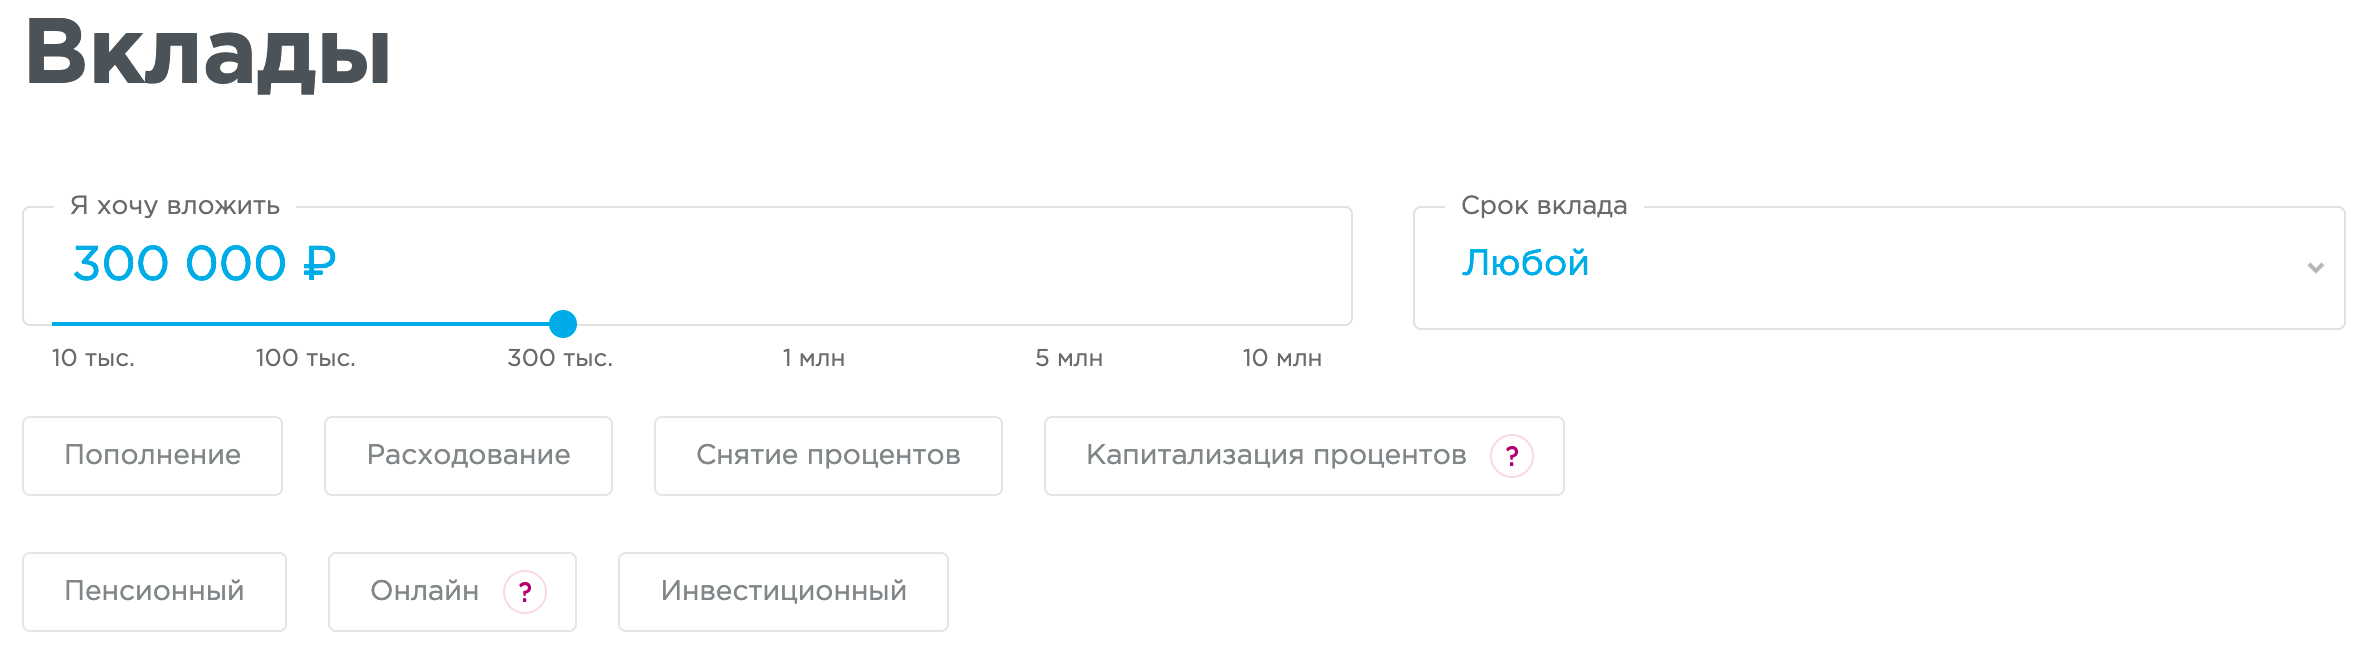 Вклады
Я хочу вложить
300 000 ₽
Срок вклада
Любой
10 тыс. 100 тыс. 300 тыс. 1 млн 5 млн 10 млн
Пополнение Расходование Снятие процентов Капитализация процентов ?
Пенсионный Онлайн ? Инвестиционный